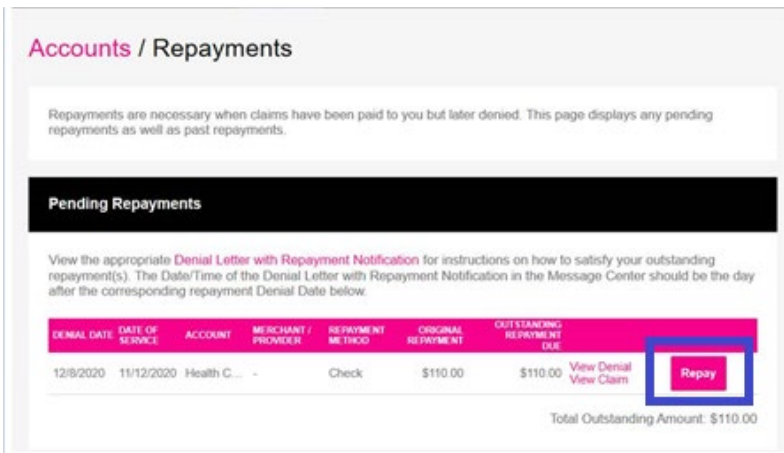 Accounts / Repayments
Repayments are necessary when claims have been paid to you but later denied. This page displays any pending
repayments as well as past repayments.
Pending Repayments
View the appropriate Denial Letter with Repayment Notification for instructions on how to satisfy your outstanding
repayment(s). The Date/Time of the Denial Letter with Repayment Notification in the Message Center should be the day
after the corresponding repayment Denial Date below.
DENIAL DATE DATE OF SERVICE ACCOUNT MERCHANT / PROVIDER REPAYMENT METHOD ORIGINAL REPAYMENT OUTSTANDING REPAYMENT DUE
12/8/2020 11/12/2020 Health C... - Check $110.00 $110.00 View Denial View Claim Repay
Total Outstanding Amount: $110.00